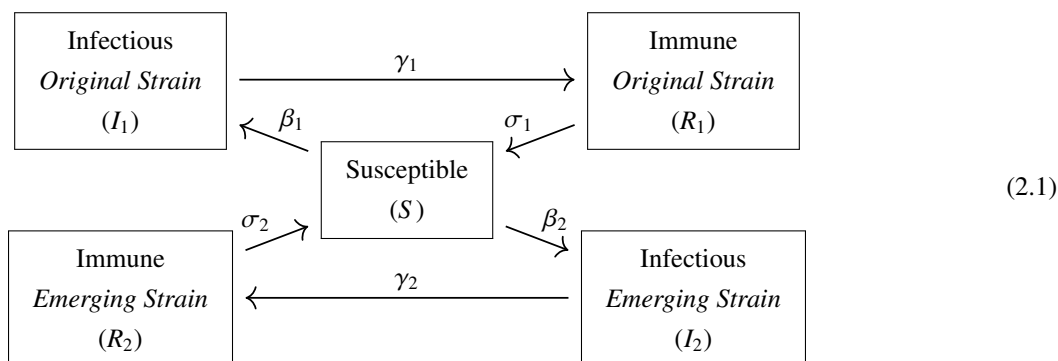 Infectious
Original Strain
(I₁)
γ₁
Immune
Original Strain
(R₁)
β₁
σ₁
Susceptible
(S)
(2.1)
σ₂
β₂
Immune
Emerging Strain
(R₂)
γ₂
Infectious
Emerging Strain
(I₂)